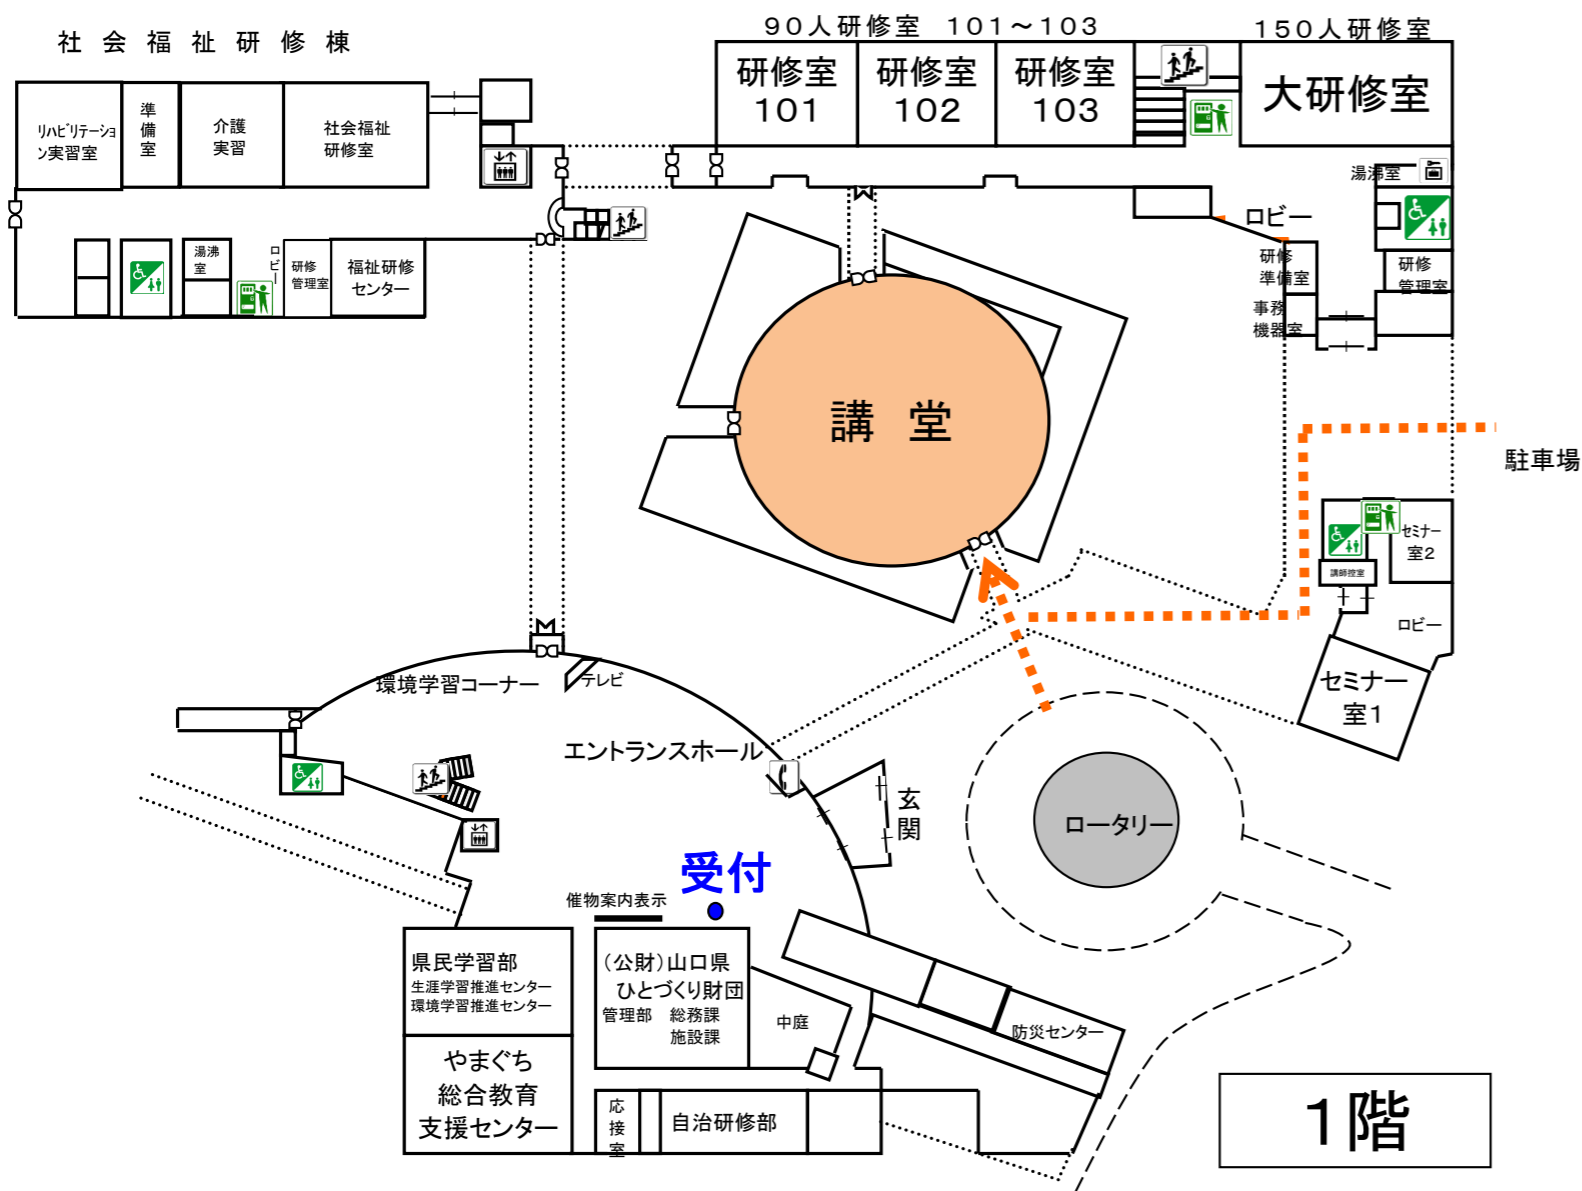 社会福祉研修棟
90人研修室　101～103
150人研修室
研修室
101
研修室
102
研修室
103
大研修室
リハビリテーショ
ン実習室
準
備
室
介護
実習
社会福祉
研修室
湯沸室
ロビー
湯沸
室
ロビー
研修
管理室
福祉研修
センター
研修
準備室
研修
管理室
事務
機器室
講堂
駐車場
セミナー
室2
講師控室
ロビー
セミナー
室1
環境学習コーナー
テレビ
エントランスホール
玄
関
ロータリー
受付
催物案内表示
県民学習部
生涯学習推進センター
環境学習推進センター
(公財)山口県
ひとづくり財団
管理部　総務課
施設課
中庭
防災センター
やまぐち
総合教育
支援センター
応
接
室
自治研修部
1階